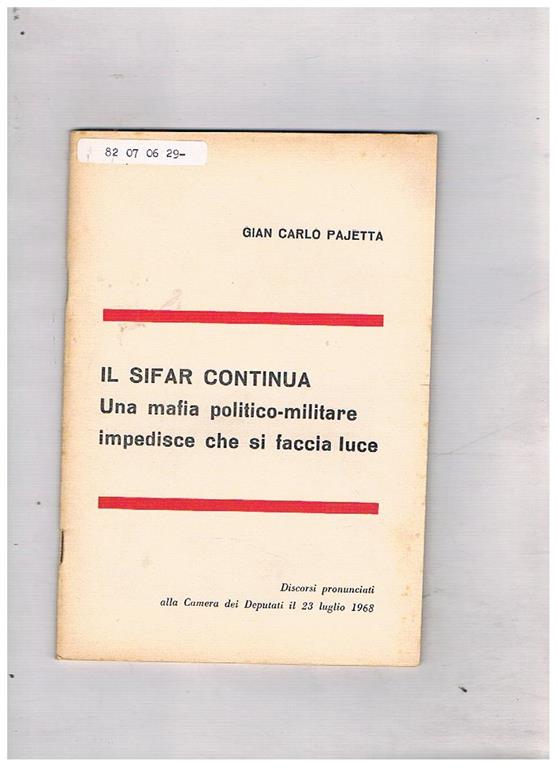 82 07 06 29-
GIAN CARLO PAJETTA
IL SIFAR CONTINUA
Una mafia politico-militare
impedisce che si faccia luce
Discorsi pronunciati
alla Camera dei Deputati il 23 luglio 1968